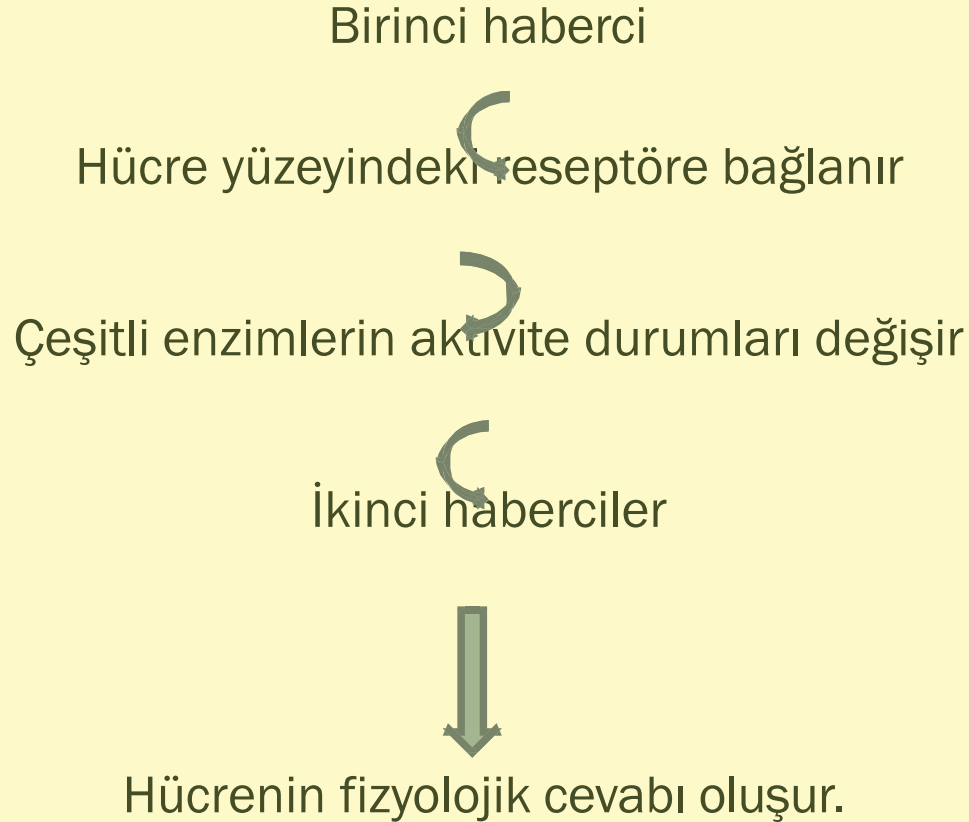 Birinci haberci
Hücre yüzeyindeki reseptöre bağlanır
Çeşitli enzimlerin aktivite durumları değişir
İkinci haberciler
Hücrenin fizyolojik cevabı oluşur.